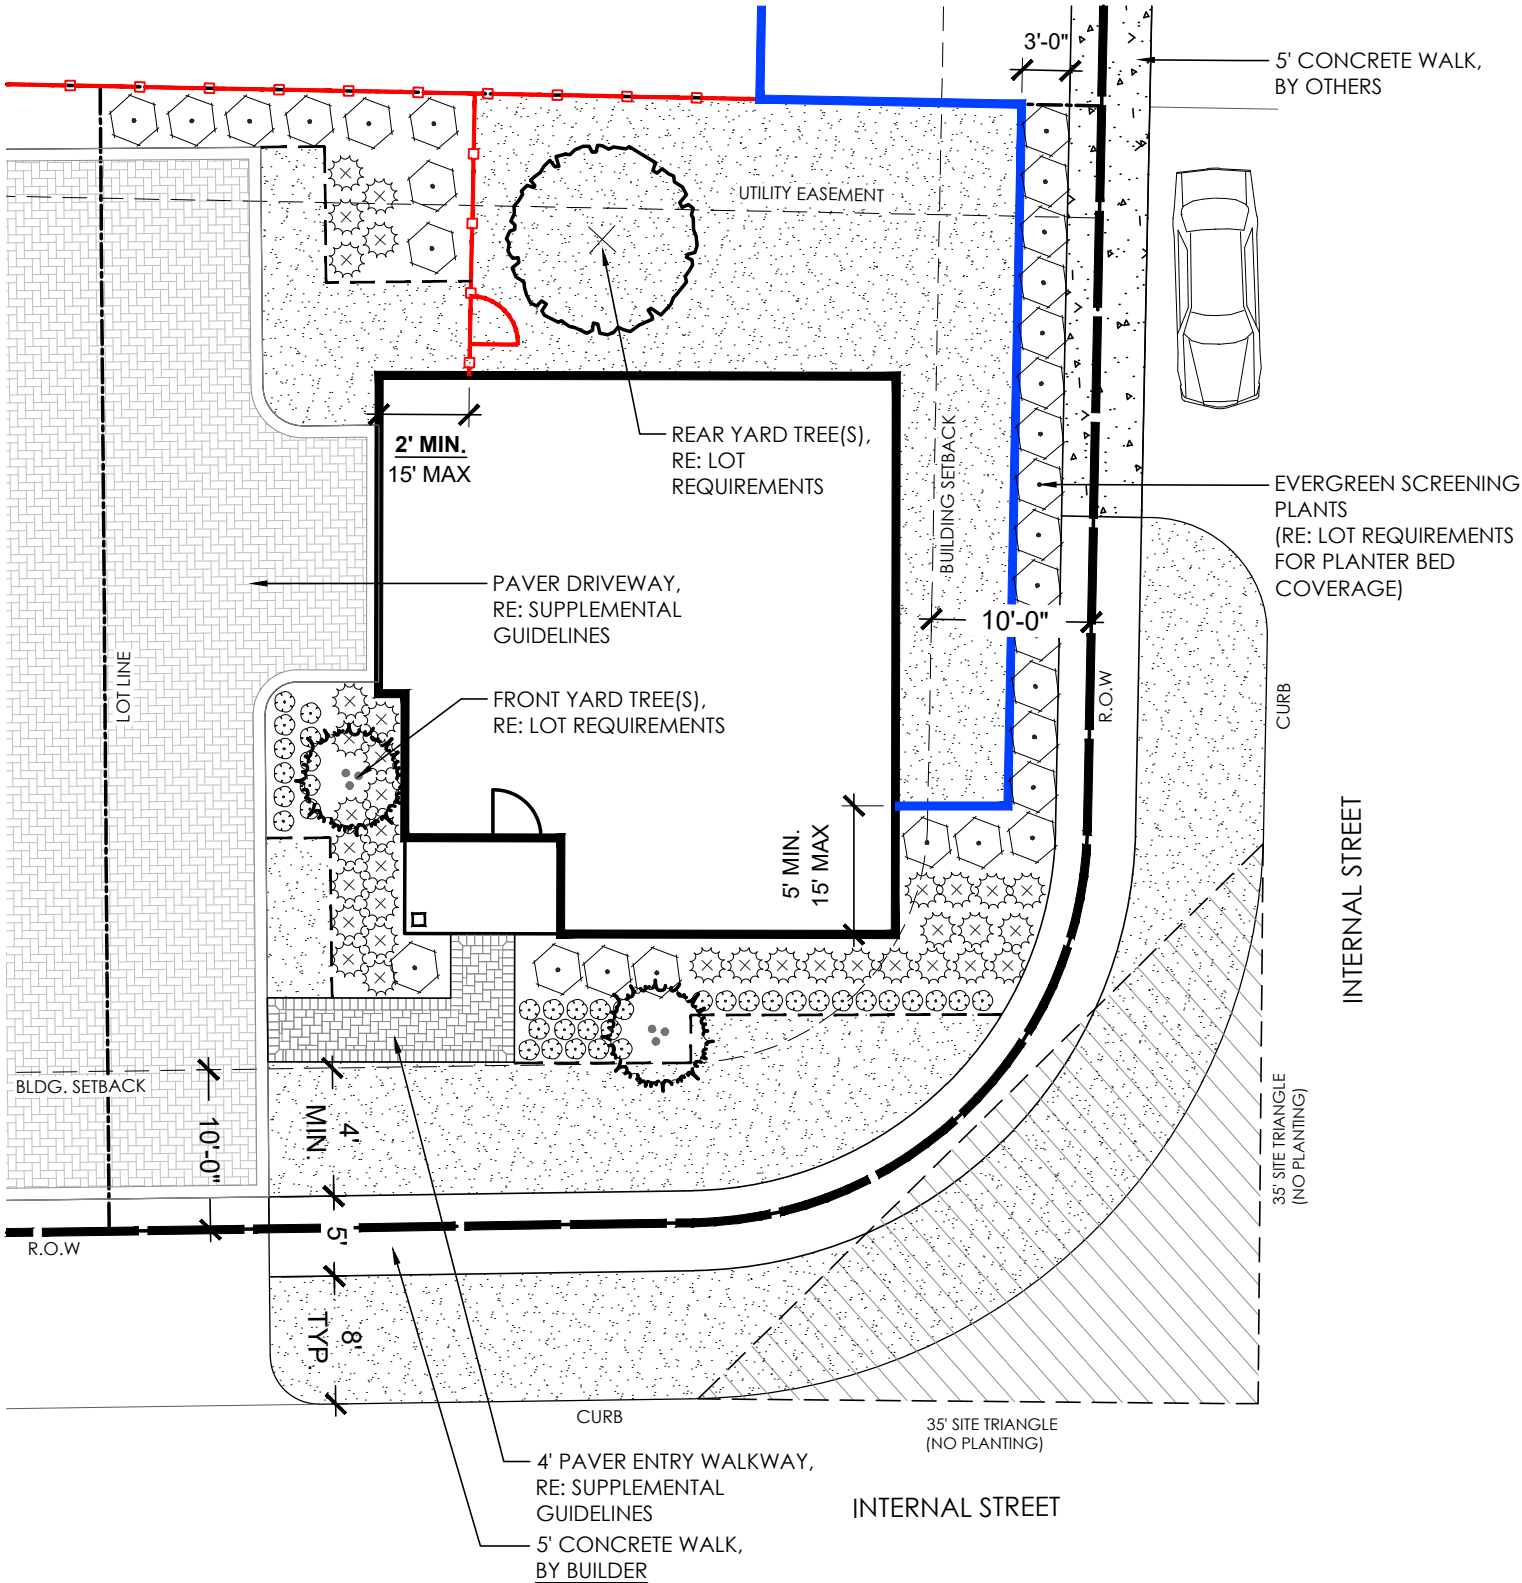 3'-0"
5' CONCRETE WALK,
BY OTHERS
UTILITY EASEMENT
2' MIN.
15' MAX
REAR YARD TREE(S),
RE: LOT
REQUIREMENTS
BUILDING SETBACK
EVERGREEN SCREENING
PLANTS
(RE: LOT REQUIREMENTS
FOR PLANTER BED
COVERAGE)
PAVER DRIVEWAY,
RE: SUPPLEMENTAL
GUIDELINES
10'-0"
LOT LINE
FRONT YARD TREE(S),
RE: LOT REQUIREMENTS
R.O.W
CURB
5' MIN.
15' MAX
INTERNAL STREET
BLDG. SETBACK
10'-0"
4'
MIN.
35' SITE TRIANGLE
(NO PLANTING)
R.O.W
5'
8'
TYP.
CURB
35' SITE TRIANGLE
(NO PLANTING)
4' PAVER ENTRY WALKWAY,
RE: SUPPLEMENTAL
GUIDELINES
INTERNAL STREET
5' CONCRETE WALK,
BY BUILDER